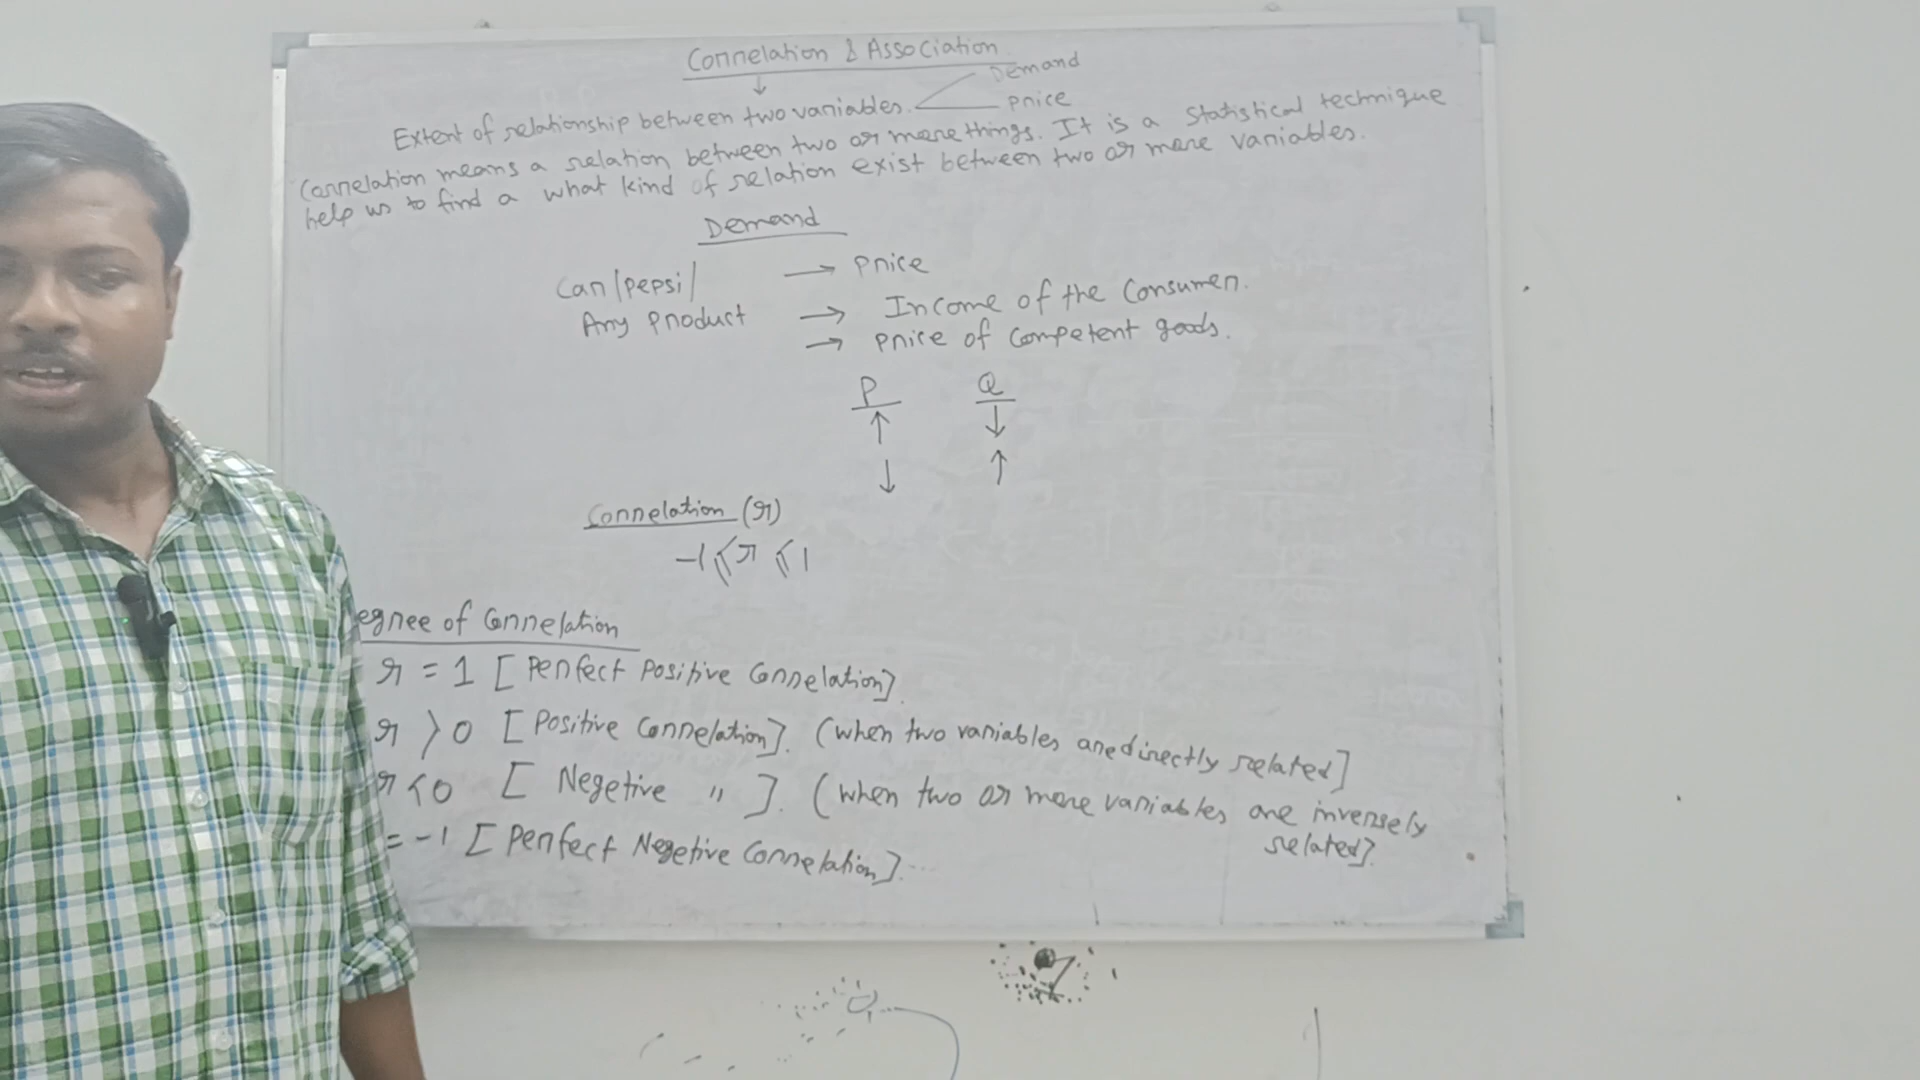 Correlation & Association
Demand
Extent of relationship between two variables.
price
Correlation means a relation between two or more things. It is a statistical technique
help us to find a what kind of relation exist between two or more variables.
Demand
Can/pepsi/
→ price
Any product
→ Income of the Consumer.
→ price of competent goods.
P Q
↑ ↓
↓ ↑
Correlation (r)
-1 ≤ r ≤ 1
egree of Correlation
r = 1 [Perfect Positive Correlation].
r > 0 [Positive Correlation]. (when two variables are directly related]
r < 0 [Negetive " ]. (when two or more variables are inversely
related].
= -1 [Perfect Negetive Correlation]...